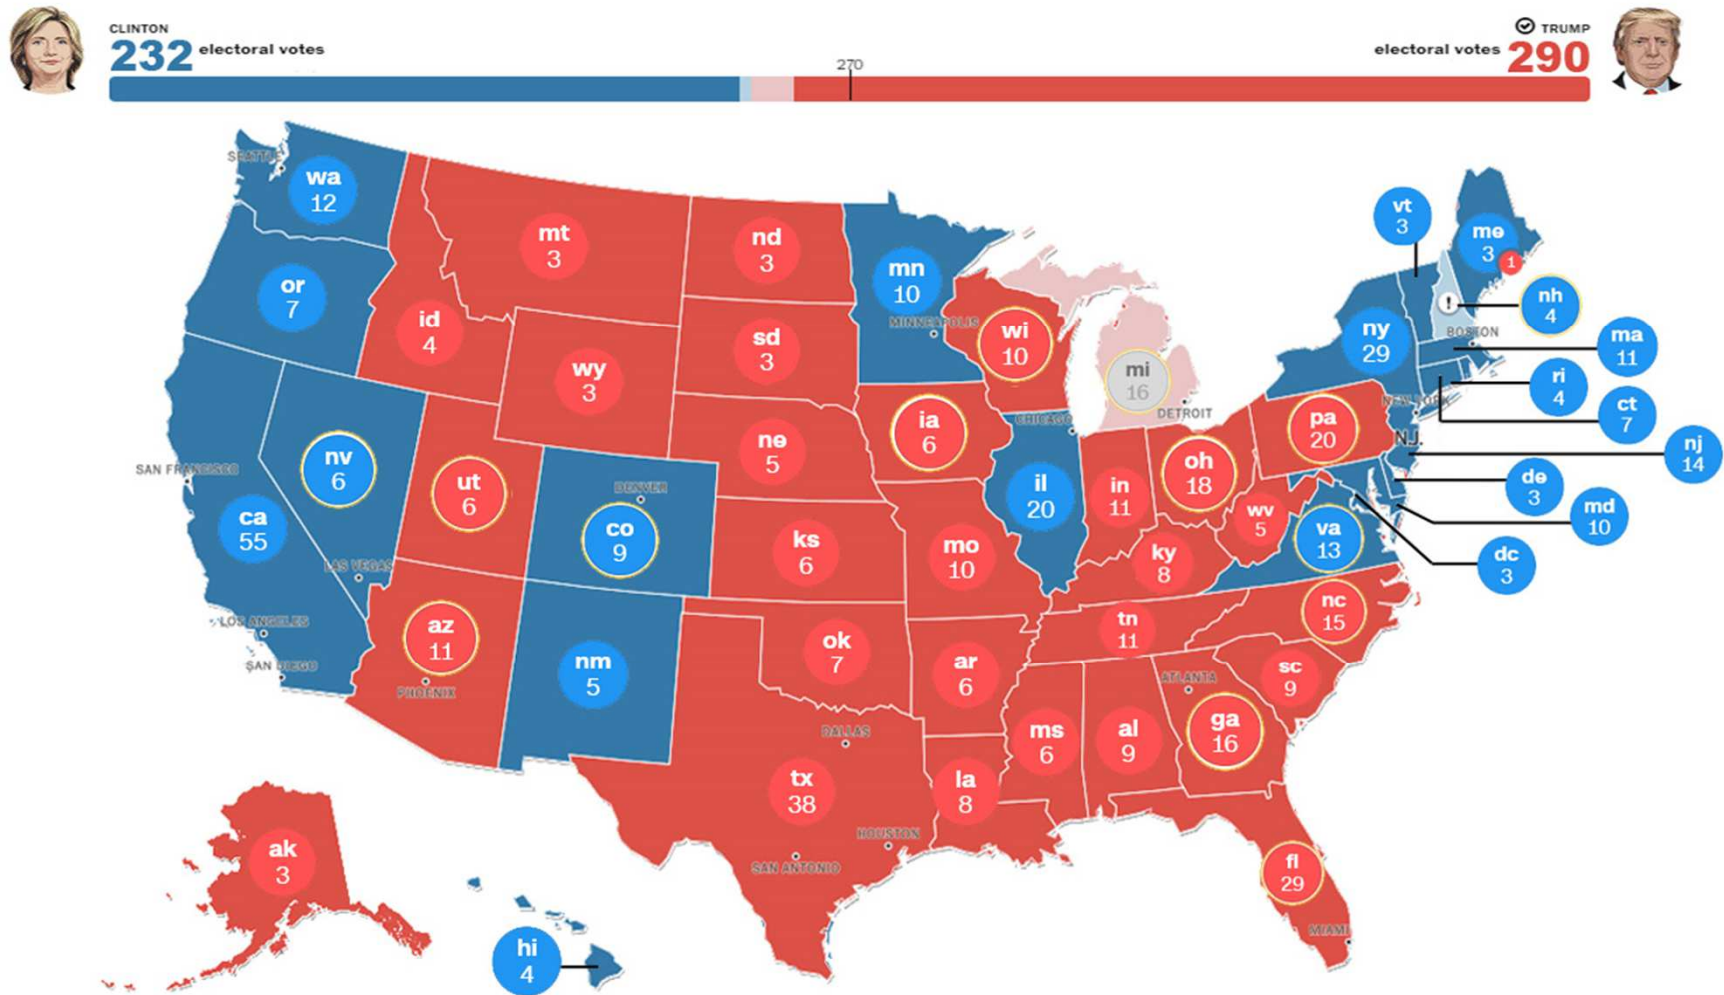 CLINTON
232 electoral votes
TRUMP
electoral votes 290
270
SEATTLE
wa
12
or
7
mt
3
id
4
wy
3
nd
3
sd
3
ne
5
mn
10
MINNEAPOLIS
wi
10
mi
16
DETROIT
vt
3
me
3
1
!
nh
4
BOSTON
ny
29
ma
11
ri
4
NEW YORK
ct
7
N.J.
nj
14
de
3
md
10
dc
3
pa
20
CHICAGO
ia
6
il
20
in
11
oh
18
wv
5
va
13
ky
8
SAN FRANCISCO
nv
6
ut
6
DENVER
co
9
ca
55
LAS VEGAS
ks
6
mo
10
nc
15
tn
11
LOS ANGELES
SAN DIEGO
az
11
PHOENIX
nm
5
ok
7
ar
6
sc
9
ATLANTA
ms
6
al
9
ga
16
DALLAS
tx
38
la
8
HOUSTON
SAN ANTONIO
fl
29
MIAMI
ak
3
hi
4